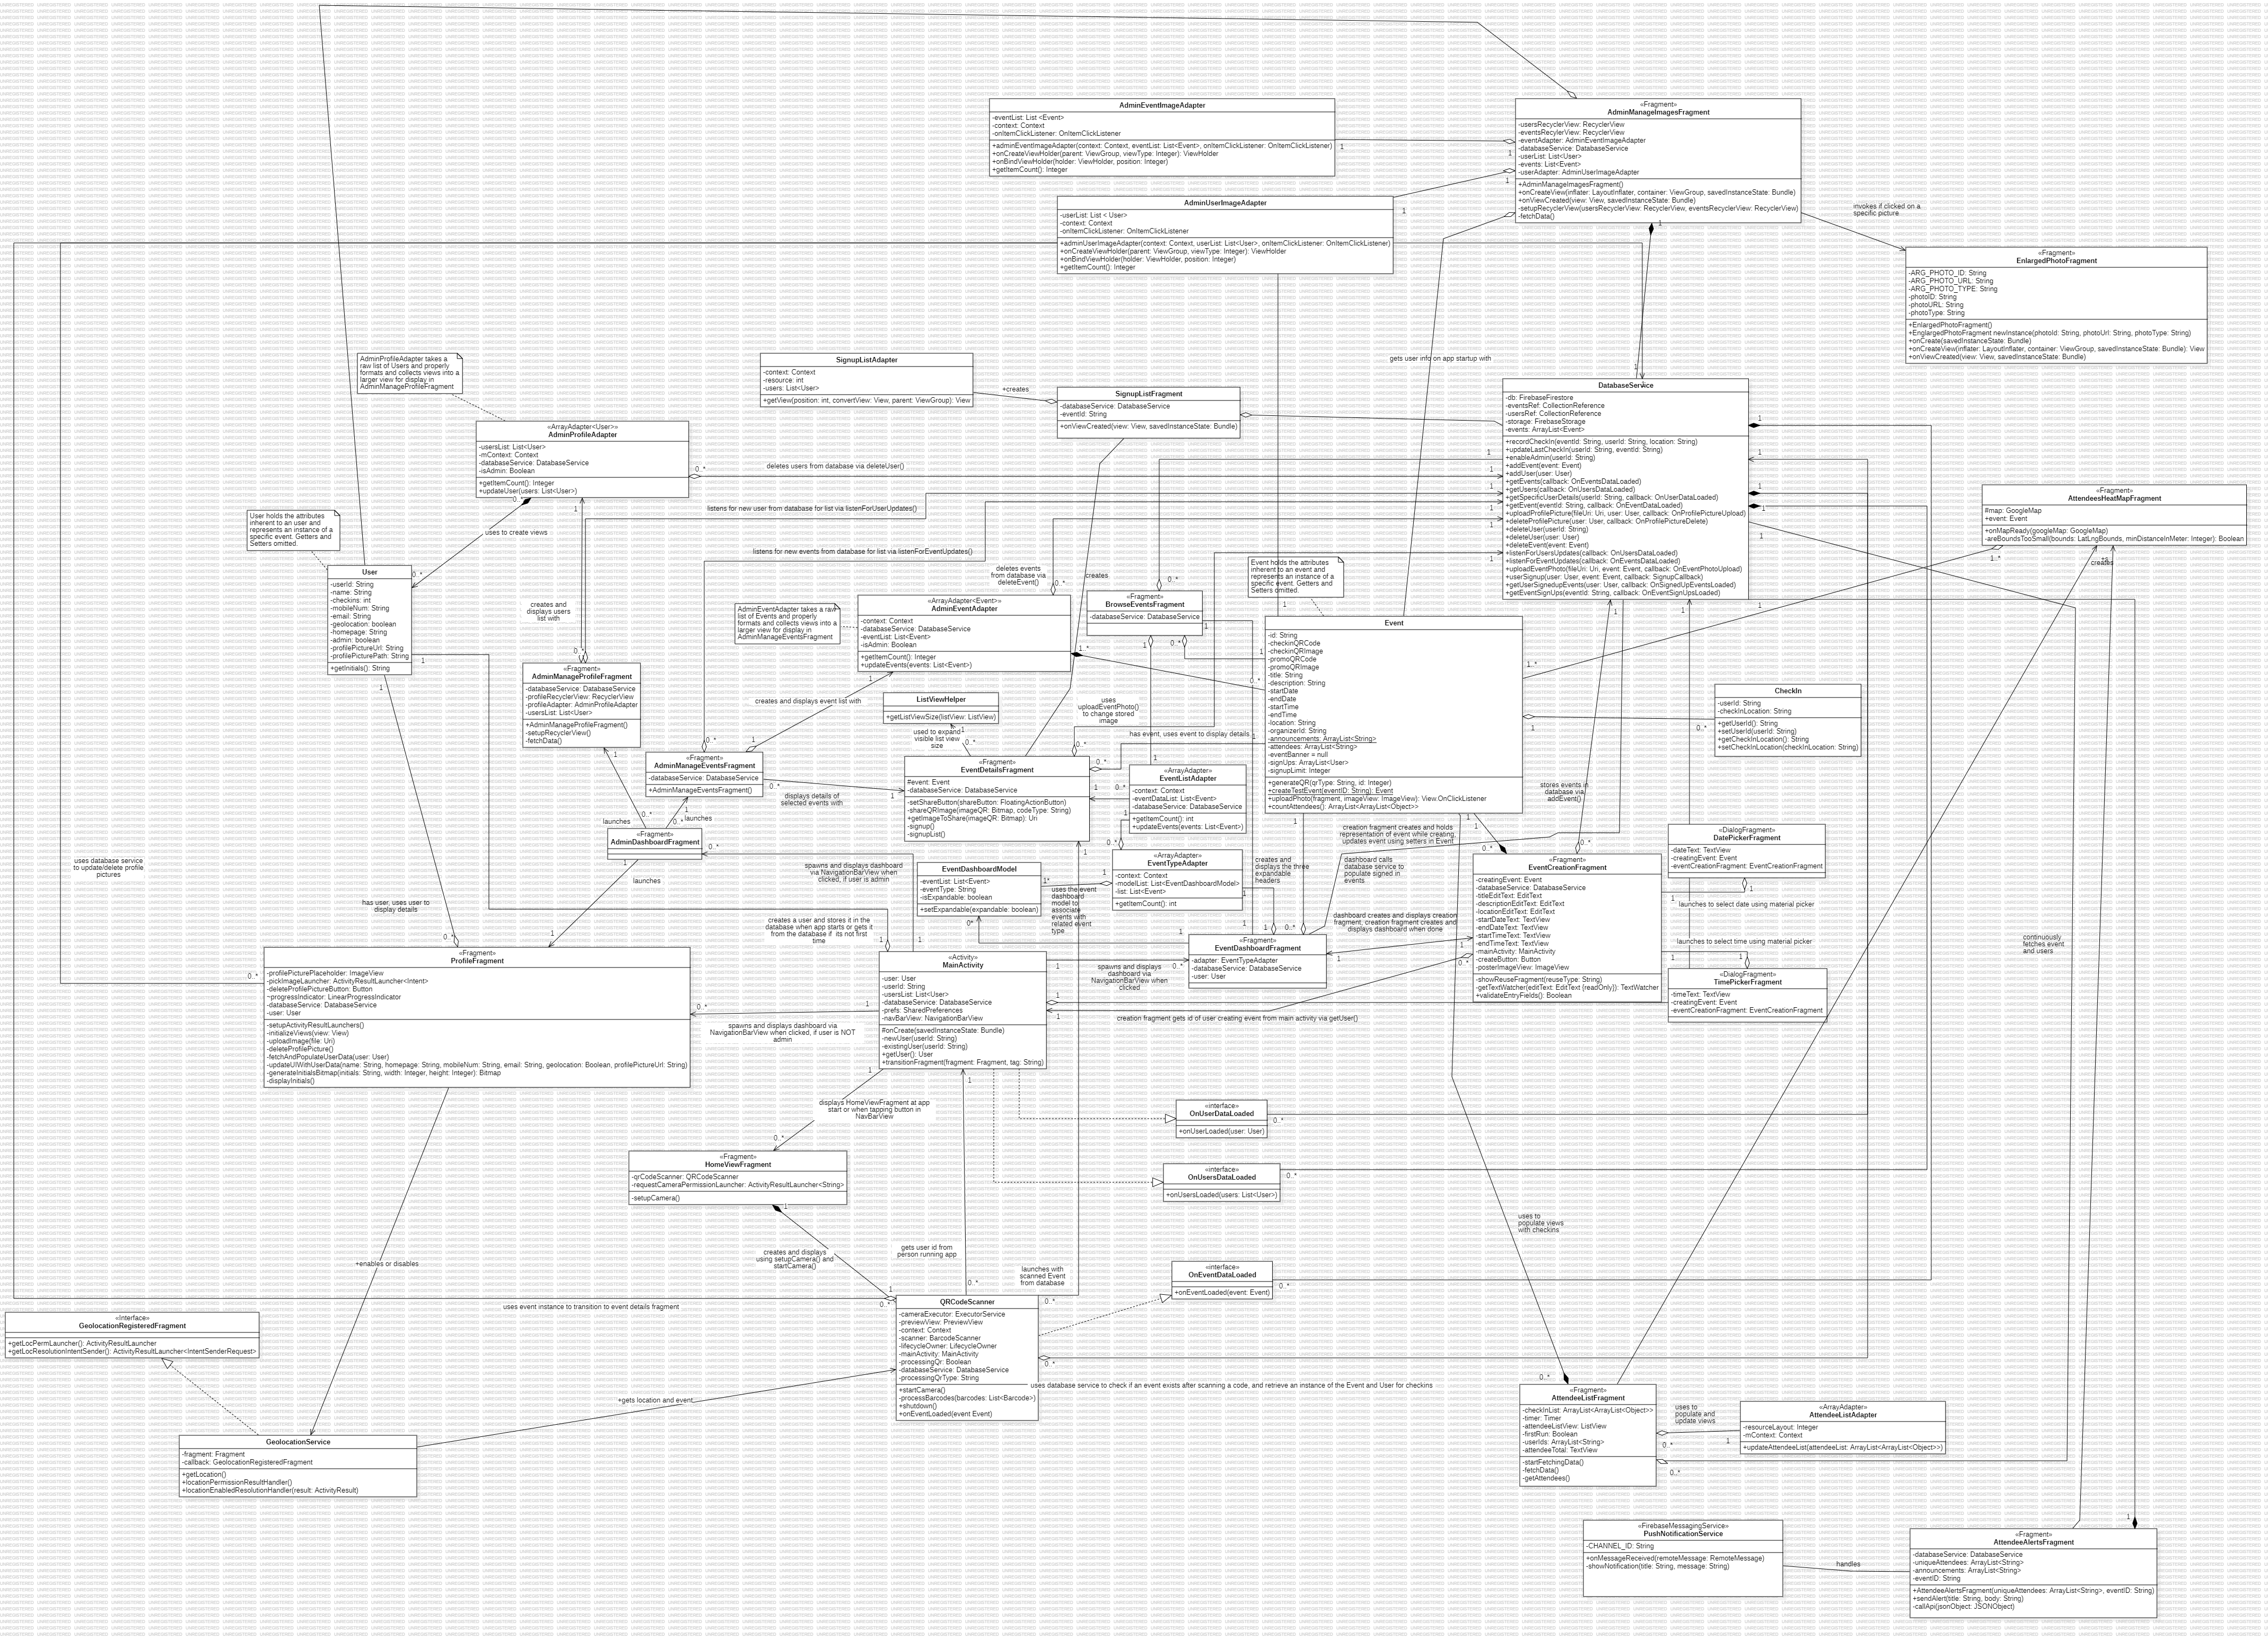 AdminEventImageAdapter
-eventList: List <Event>
-context: Context
-onItemClickListener: OnItemClickListener
+adminEventImageAdapter(context: Context, eventList: List<Event>, onItemClickListener: OnItemClickListener)
+onCreateViewHolder(parent: ViewGroup, viewType: Integer): ViewHolder
+onBindViewHolder(holder: ViewHolder, position: Integer)
+getItemCount(): Integer
«Fragment»
AdminManageImagesFragment
-usersRecyclerView: RecyclerView
-eventsRecylerView: RecyclerView
-eventAdapter: AdminEventImageAdapter
-databaseService: DatabaseService
-userList: List<User>
-events: List<Event>
-userAdapter: AdminUserImageAdapter
+AdminManageImagesFragment()
+onCreateView(inflater: LayoutInflater, container: ViewGroup, savedInstanceState: Bundle)
+onViewCreated(view: View, savedInstanceState: Bundle)
-setupRecyclerView(usersRecyclerView: RecyclerView, eventsRecyclerView: RecyclerView)
-fetchData()
AdminUserImageAdapter
-userList: List < User>
-context: Context
-onItemClickListener: OnItemClickListener
+adminUserImageAdapter(context: Context, userList: List<User>, onItemClickListener: OnItemClickListener)
+onCreateViewHolder(parent: ViewGroup, viewType: Integer): ViewHolder
+onBindViewHolder(holder: ViewHolder, position: Integer)
+getItemCount(): Integer
invokes if clicked on a
specific picture
«Fragment»
EnlargedPhotoFragment
-ARG_PHOTO_ID: String
-ARG_PHOTO_URL: String
-ARG_PHOTO_TYPE: String
-photoID: String
-photoURL: String
-photoType: String
+EnlargedPhotoFragment()
+EnglargedPhotoFragment newInstance(photoId: String, photoUrl: String, photoType: String)
+onCreate(savedInstanceState: Bundle)
+onCreateView(inflater: LayoutInflater, container: ViewGroup, savedInstanceState: Bundle): View
+onViewCreated(view: View, savedInstanceState: Bundle)
AdminProfileAdapter takes a
raw list of Users and properly
formats and collects views into a
larger view for display in
AdminManageProfileFragment
SignupListAdapter
-context: Context
-resource: int
-users: List<User>
+getView(position: int, convertView: View, parent: ViewGroup): View
+creates
SignupListFragment
-databaseService: DatabaseService
-eventId: String
+onViewCreated(view: View, savedInstanceState: Bundle)
gets user info on app startup with
DatabaseService
-db: FirebaseFirestore
-eventsRef: CollectionReference
-usersRef: CollectionReference
-storage: FirebaseStorage
-events: ArrayList<Event>
+recordCheckIn(eventId: String, userId: String, location: String)
+updateLastCheckIn(userId: String, eventId: String)
+enableAdmin(userId: String)
+addEvent(event: Event)
+addUser(user: User)
+getEvents(callback: OnEventsDataLoaded)
+getUsers(callback: OnUsersDataLoaded)
+getSpecificUserDetails(userId: String, callback: OnUserDataLoaded)
+getEvent(eventId: String, callback: OnEventDataLoaded)
+uploadProfilePicture(fileUri: Uri, user: User, callback: OnProfilePictureUpload)
+deleteProfilePicture(user: User, callback: OnProfilePictureDelete)
+deleteUser(userId: String)
+deleteUser(user: User)
+deleteEvent(event: Event)
+listenForUsersUpdates(callback: OnUsersDataLoaded)
+listenForEventUpdates(callback: OnEventsDataLoaded)
+uploadEventPhoto(fileUri: Uri, event: Event, callback: OnEventPhotoUpload)
+userSignup(user: User, event: Event, callback: SignupCallback)
+getUserSignedupEvents(user: User, callback: OnSignedUpEventsLoaded)
+getEventSignUps(eventId: String, callback: OnEventSignUpsLoaded)
«ArrayAdapter<User>»
AdminProfileAdapter
-usersList: List<User>
-mContext: Context
-databaseService: DatabaseService
-isAdmin: Boolean
+getItemCount(): Integer
+updateUser(users: List<User>)
deletes users from database via deleteUser()
«Fragment»
AttendeesHeatMapFragment
#map: GoogleMap
+event: Event
+onMapReady(googleMap: GoogleMap)
-areBoundsTooSmall(bounds: LatLngBounds, minDistanceInMeter: Integer): Boolean
creates
User holds the attributes
inherent to an user and
represents an instance of a
specific event. Getters and
Setters omitted.
uses to create views
listens for new user from database for list via listenForUserUpdates()
listens for new events from database for list via listenForEventUpdates()
User
-userId: String
-name: String
-checkins: int
-mobileNum: String
-email: String
-geolocation: boolean
-homepage: String
-admin: boolean
-profilePictureUrl: String
-profilePicturePath: String
+getInitials(): String
creates and
displays users
list with
deletes events
from database via
deleteEvent()
creates
Event holds the attributes
inherent to an event and
represents an instance of a
specific event. Getters and
Setters omitted.
AdminEventAdapter takes a raw
list of Events and properly
formats and collects views into a
larger view for display in
AdminManageEventsFragment
«ArrayAdapter<Event>»
AdminEventAdapter
-context: Context
-databaseService: DatabaseService
-eventList: List<Event>
-isAdmin: Boolean
+getItemCount(): Integer
+updateEvents(events: List<Event>)
«Fragment»
BrowseEventsFragment
-databaseService: DatabaseService
Event
-id: String
-checkinQRCode
-checkinQRImage
-promoQRCode
-promoQRImage
-title: String
-description: String
-startDate
-endDate
-startTime
-endTime
-location: String
-organizerId: String
-announcements: ArrayList<String>
-attendees: ArrayList<String>
-eventBanner = null
-signUps: ArrayList<User>
-signupLimit: Integer
+generateQR(qrType: String, id: Integer)
+createTestEvent(eventID: String): Event
+uploadPhoto(fragment, imageView: ImageView): View.OnClickListener
+countAttendees(): ArrayList<ArrayList<Object>>
«Fragment»
AdminManageProfileFragment
-databaseService: DatabaseService
-profileRecyclerView: RecyclerView
-profileAdapter: AdminProfileAdapter
-usersList: List<User>
+AdminManageProfileFragment()
-setupRecyclerView()
-fetchData()
creates and display event list with
ListViewHelper
+getListViewSize(listView: ListView)
used to expand
visible list view
size
uses
uploadEventPhoto()
to change stored
image
has event, uses event to display details
CheckIn
-userId: String
-checkInLocation: String
+getUserId(): String
+setUserId(userId: String)
+getCheckInLocation(): String
+setCheckInLocation(checkInLocation: String)
«Fragment»
AdminManageEventsFragment
-databaseService: DatabaseService
+AdminManageEventsFragment()
displays details of
selected events with
«Fragment»
EventDetailsFragment
#event: Event
-databaseService: DatabaseService
-setShareButton(shareButton: FloatingActionButton)
-shareQRImage(imageQR: Bitmap, codeType: String)
+getImageToShare(imageQR: Bitmap): Uri
-signup()
-signupList()
«ArrayAdapter»
EventListAdapter
-context: Context
-eventDataList: List<Event>
-databaseService: DatabaseService
+getItemCount(): int
+updateEvents(events: List<Event>)
stores events in
database via
addEvent()
launches
launches
«Fragment»
AdminDashboardFragment
launches
creation fragment creates and holds
representation of event while creating,
updates event using setters in Event
«DialogFragment»
DatePickerFragment
-dateText: TextView
-creatingEvent: Event
-eventCreationFragment: EventCreationFragment
launches to select date using material picker
uses database service
to update/delete profile
pictures
spawns and displays dashboard
via NavigationBarView when
clicked, if user is admin
EventDashboardModel
-eventList: List<Event>
-eventType: String
-isExpandable: boolean
+setExpandable(expandable: boolean)
«ArrayAdapter»
EventTypeAdapter
-context: Context
-modelList: List<EventDashboardModel>
-list: List<Event>
+getItemCount(): int
creates and
displays the three
expandable
headers
dashboard calls
database service to
populate signed in
events
uses the event
dashboard
model to
associate
events with
related event
type
«Fragment»
EventCreationFragment
-creatingEvent: Event
-databaseService: DatabaseService
-titleEditText: EditText
-descriptionEditText: EditText
-locationEditText: EditText
-startDateText: TextView
-endDateText: TextView
-startTimeText: TextView
-endTimeText: TextView
-mainActivity: MainActivity
-createButton: Button
-posterImageView: ImageView
-showReuseFragment(reuseType: String)
-getTextWatcher(editText: EditText {readOnly}): TextWatcher
+validateEntryFields(): Boolean
has user, uses user to
display details
creates a user and stores it in the
database when app starts or gets it
from the database if its not first
time
dashboard creates and displays creation
fragment, creation fragment creates and
displays dashboard when done
launches to select time using material picker
continuously
fetches event
and users
«Fragment»
ProfileFragment
-profilePicturePlaceholder: ImageView
-pickImageLauncher: ActivityResultLauncher<Intent>
-deleteProfilePictureButton: Button
~progressIndicator: LinearProgressIndicator
-databaseService: DatabaseService
-user: User
-setupActivityResultLaunchers()
-initializeViews(view: View)
-uploadImage(file: Uri)
-deleteProfilePicture()
-fetchAndPopulateUserData(user: User)
-updateUIWithUserData(name: String, homepage: String, mobileNum: String, email: String, geolocation: Boolean, profilePictureUrl: String)
-generateInitialsBitmap(initials: String, width: Integer, height: Integer): Bitmap
-displayInitials()
«Activity»
MainActivity
-user: User
-userId: String
-usersList: List<User>
-databaseService: DatabaseService
-prefs: SharedPreferences
-navBarView: NavigationBarView
#onCreate(savedInstanceState: Bundle)
-newUser(userId: String)
-existingUser(userId: String)
+getUser(): User
+transitionFragment(fragment: Fragment, tag: String)
«Fragment»
EventDashboardFragment
-adapter: EventTypeAdapter
-databaseService: DatabaseService
-user: User
spawns and displays
dashboard via
NavigationBarView when
clicked
«DialogFragment»
TimePickerFragment
-timeText: TextView
-creatingEvent: Event
-eventCreationFragment: EventCreationFragment
spawns and displays dashboard via
NavigationBarView when clicked, if user is NOT
admin
creation fragment gets id of user creating event from main activity via getUser()
displays HomeViewFragment at app
start or when tapping button in
NavBarView
«interface»
OnUserDataLoaded
+onUserLoaded(user: User)
«Fragment»
HomeViewFragment
-qrCodeScanner: QRCodeScanner
-requestCameraPermissionLauncher: ActivityResultLauncher<String>
-setupCamera()
«interface»
OnUsersDataLoaded
+onUsersLoaded(users: List<User>)
uses to
populate views
with checkins
creates and displays
using setupCamera() and
startCamera()
gets user id from
person running app
launches with
scanned Event
from database
+enables or disables
«interface»
OnEventDataLoaded
+onEventLoaded(event: Event)
uses event instance to transition to event details fragment
«Interface»
GeolocationRegisteredFragment
+getLocPermLauncher(): ActivityResultLauncher
+getLocResolutionIntentSender(): ActivityResultLauncher<IntentSenderRequest>
QRCodeScanner
-cameraExecutor: ExecutorService
-previewView: PreviewView
-context: Context
-scanner: BarcodeScanner
-lifecycleOwner: LifecycleOwner
-mainActivity: MainActivity
-processingQr: Boolean
-databaseService: DatabaseService
-processingQrType: String
+startCamera()
-processBarcodes(barcodes: List<Barcode>)
+shutdown()
+onEventLoaded(event Event)
uses database service to check if an event exists after scanning a code, and retrieve an instance of the Event and User for checkins
+gets location and event
«Fragment»
AttendeeListFragment
-checkInList: ArrayList<ArrayList<Object>>
-timer: Timer
-attendeeListView: ListView
-firstRun: Boolean
-userIds: ArrayList<String>
-attendeeTotal: TextView
-startFetchingData()
-fetchData()
-getAttendees()
uses to
populate and
update views
«ArrayAdapter»
AttendeeListAdapter
-resourceLayout: Integer
-mContext: Context
+updateAttendeeList(attendeeList: ArrayList<ArrayList<Object>>)
GeolocationService
-fragment: Fragment
-callback: GeolocationRegisteredFragment
+getLocation()
+locationPermissionResultHandler()
+locationEnabledResolutionHandler(result: ActivityResult)
«FirebaseMessagingService»
PushNotificationService
-CHANNEL_ID: String
+onMessageReceived(remoteMessage: RemoteMessage)
-showNotification(title: String, message: String)
handles
«Fragment»
AttendeeAlertsFragment
-databaseService: DatabaseService
-uniqueAttendees: ArrayList<String>
-announcements: ArrayList<String>
-eventID: String
+AttendeeAlertsFragment(uniqueAttendees: ArrayList<String>, eventID: String)
+sendAlert(title: String, body: String)
-callApi(jsonObject: JSONObject)